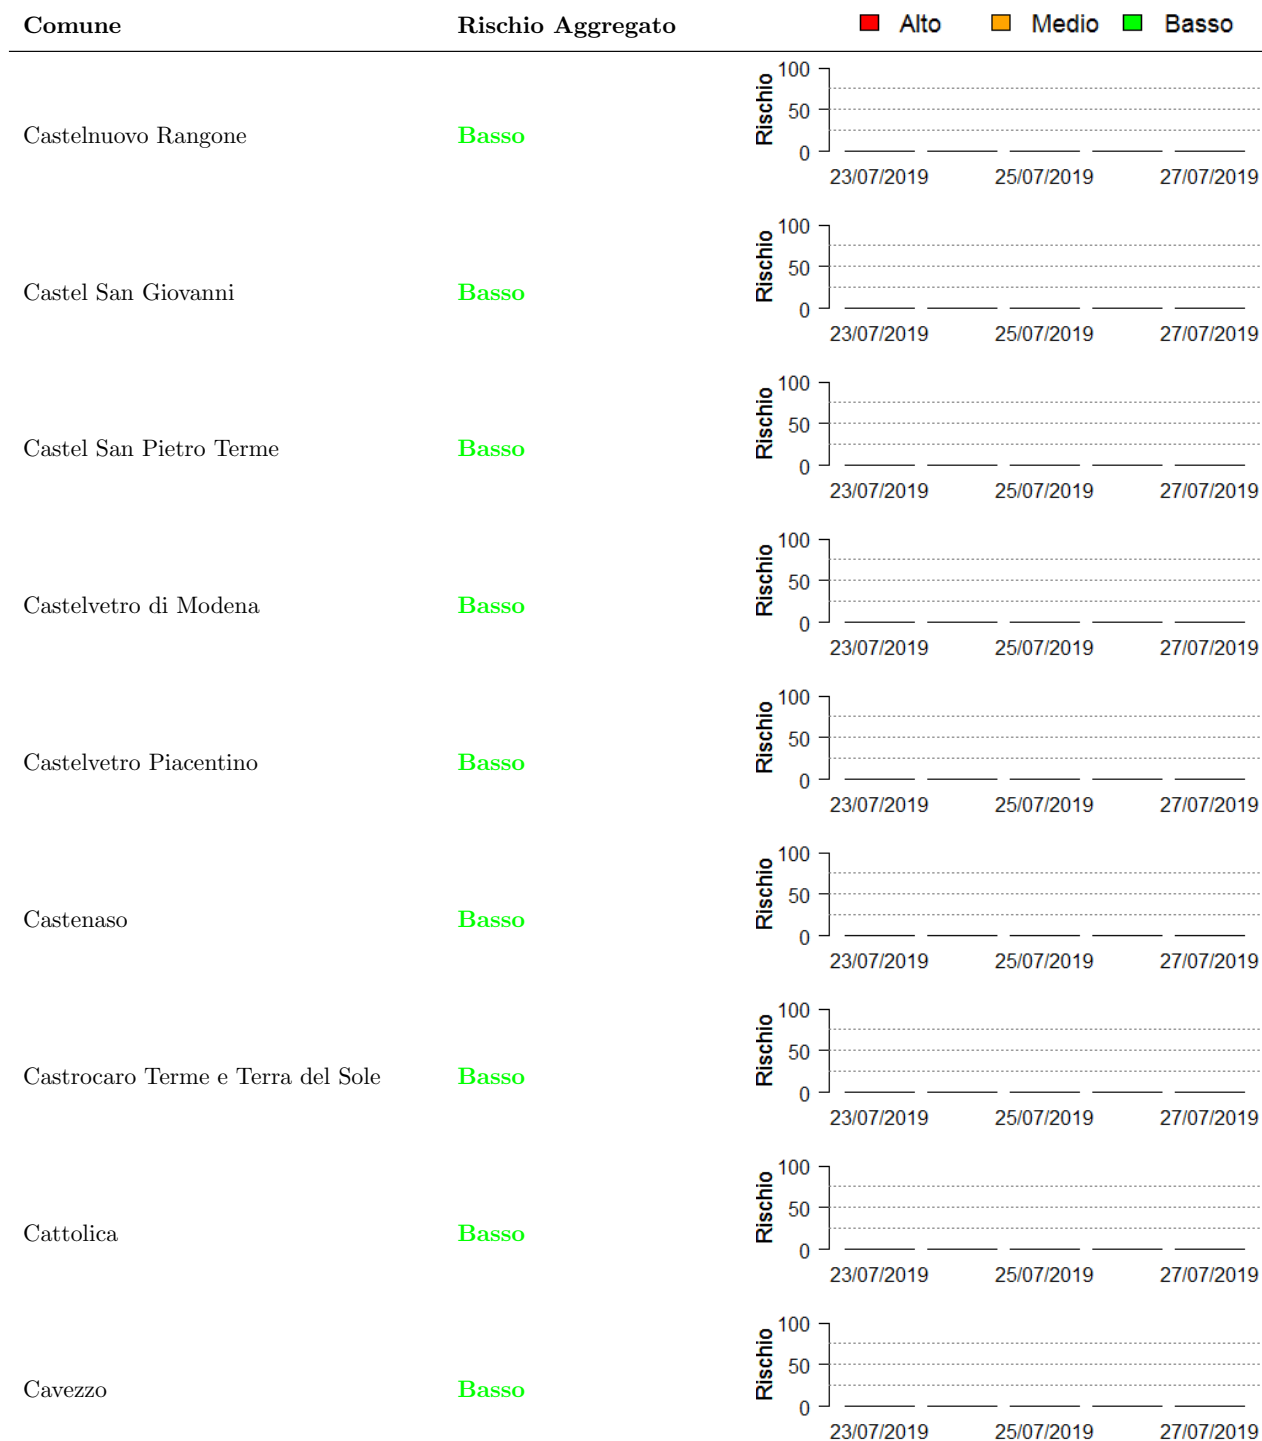 Comune Rischio Aggregato Alto Medio Basso
Castelnuovo Rangone Basso
Rischio
100
50
0
23/07/2019 25/07/2019 27/07/2019
Castel San Giovanni Basso
Rischio
100
50
0
23/07/2019 25/07/2019 27/07/2019
Castel San Pietro Terme Basso
Rischio
100
50
0
23/07/2019 25/07/2019 27/07/2019
Castelvetro di Modena Basso
Rischio
100
50
0
23/07/2019 25/07/2019 27/07/2019
Castelvetro Piacentino Basso
Rischio
100
50
0
23/07/2019 25/07/2019 27/07/2019
Castenaso Basso
Rischio
100
50
0
23/07/2019 25/07/2019 27/07/2019
Castrocaro Terme e Terra del Sole Basso
Rischio
100
50
0
23/07/2019 25/07/2019 27/07/2019
Cattolica Basso
Rischio
100
50
0
23/07/2019 25/07/2019 27/07/2019
Cavezzo Basso
Rischio
100
50
0
23/07/2019 25/07/2019 27/07/2019